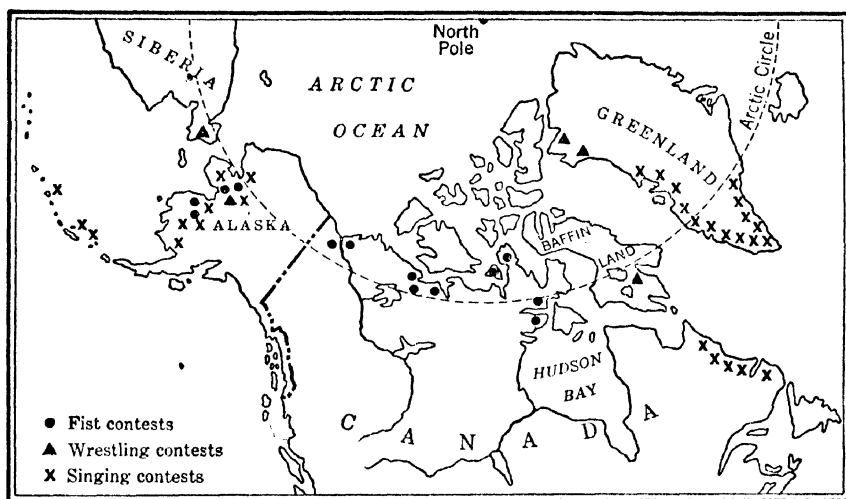 North
Pole
SIBERIA
ARCTIC
OCEAN
Arctic Circle
GREENLAND
ALASKA
BAFFIN
LAND
HUDSON
BAY
CANADA
Fist contests
Wrestling contests
Singing contests